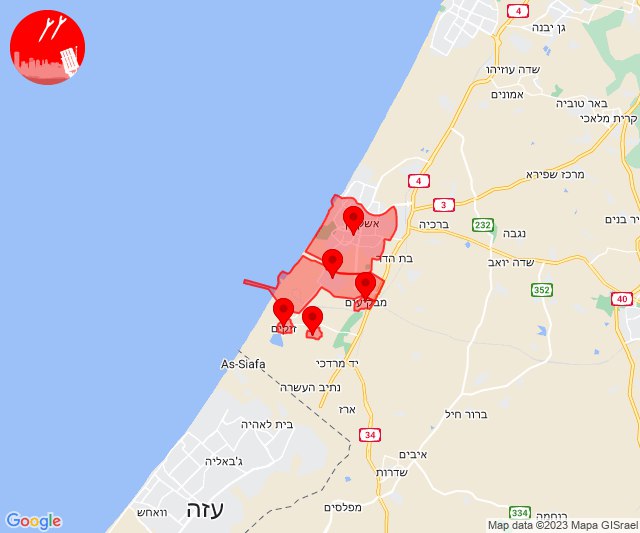 4
גן יבנה
שדה עוזיהו
אמונים
באר טוביה
קרית מלאכי
4
מרכז שפירא
3
ברכיה
232
נגבה
יר בנים
אשקלון
בת הדר
שדה יואב
352
40
מבקיעים
זיקים
As-Siafa
יד מרדכי
נתיב העשרה
ארז
ברור חיל
בית לאהיה
34
איבים
ג'באליה
שדרות
עזה
וואחש
מפלסים
334
רוחמה
Google
Map data ©2023 Mapa GISrael